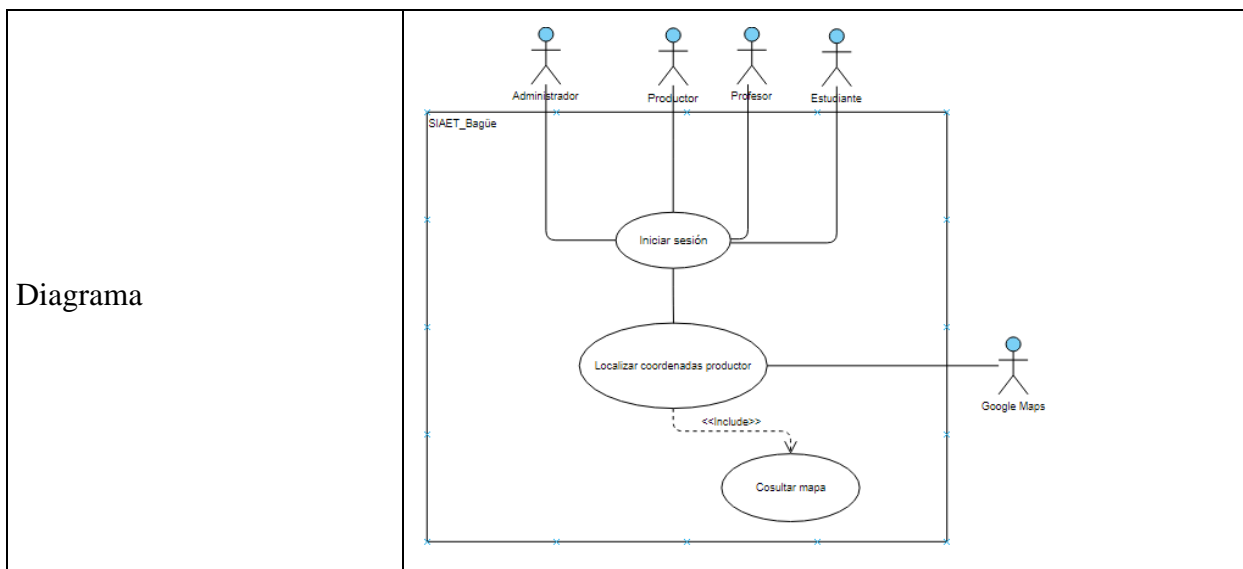 Diagrama
Administrador
Productor
Profesor
Estudiante
SIAET_Bagüe
Iniciar sesión
Localizar coordenadas productor
Google Maps
<<Include>>
Cosultar mapa